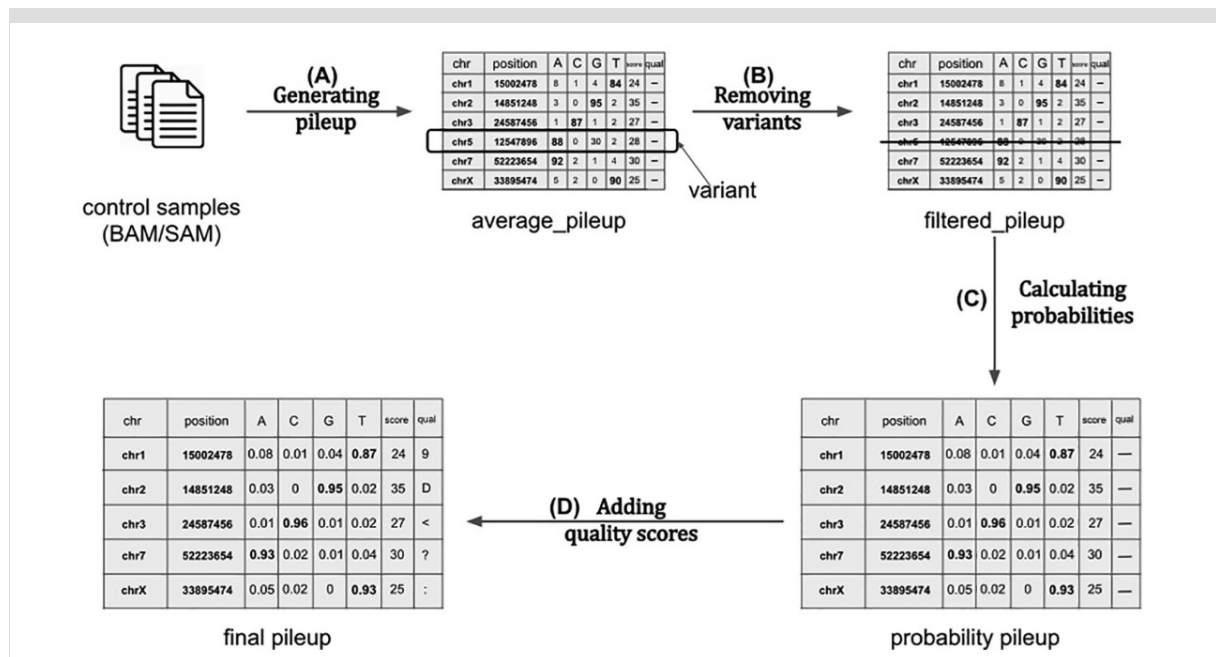 (A)
Generating
pileup
control samples
(BAM/SAM)
chr position A C G T score qual
chr1 15002478 8 1 4 84 24 –
chr2 14851248 3 0 95 2 35 –
chr3 24587456 1 87 1 2 27 –
chr5 12547896 88 0 30 2 28 –
chr7 52223654 92 2 1 4 30 –
chrX 33895474 5 2 0 90 25 –
variant
average_pileup
(B)
Removing
variants
chr position A C G T score qual
chr1 15002478 8 1 4 84 24 –
chr2 14851248 3 0 95 2 35 –
chr3 24587456 1 87 1 2 27 –
chr5 12547896 88 0 30 2 28
chr7 52223654 92 2 1 4 30 –
chrX 33895474 5 2 0 90 25 –
filtered_pileup
(C) Calculating
probabilities
chr position A C G T score qual
chr1 15002478 0.08 0.01 0.04 0.87 24 9
chr2 14851248 0.03 0 0.95 0.02 35 D
chr3 24587456 0.01 0.96 0.01 0.02 27 <
chr7 52223654 0.93 0.02 0.01 0.04 30 ?
chrX 33895474 0.05 0.02 0 0.93 25 :
final pileup
(D) Adding
quality scores
chr position A C G T score qual
chr1 15002478 0.08 0.01 0.04 0.87 24 —
chr2 14851248 0.03 0 0.95 0.02 35 —
chr3 24587456 0.01 0.96 0.01 0.02 27 —
chr7 52223654 0.93 0.02 0.01 0.04 30 —
chrX 33895474 0.05 0.02 0 0.93 25 —
probability pileup